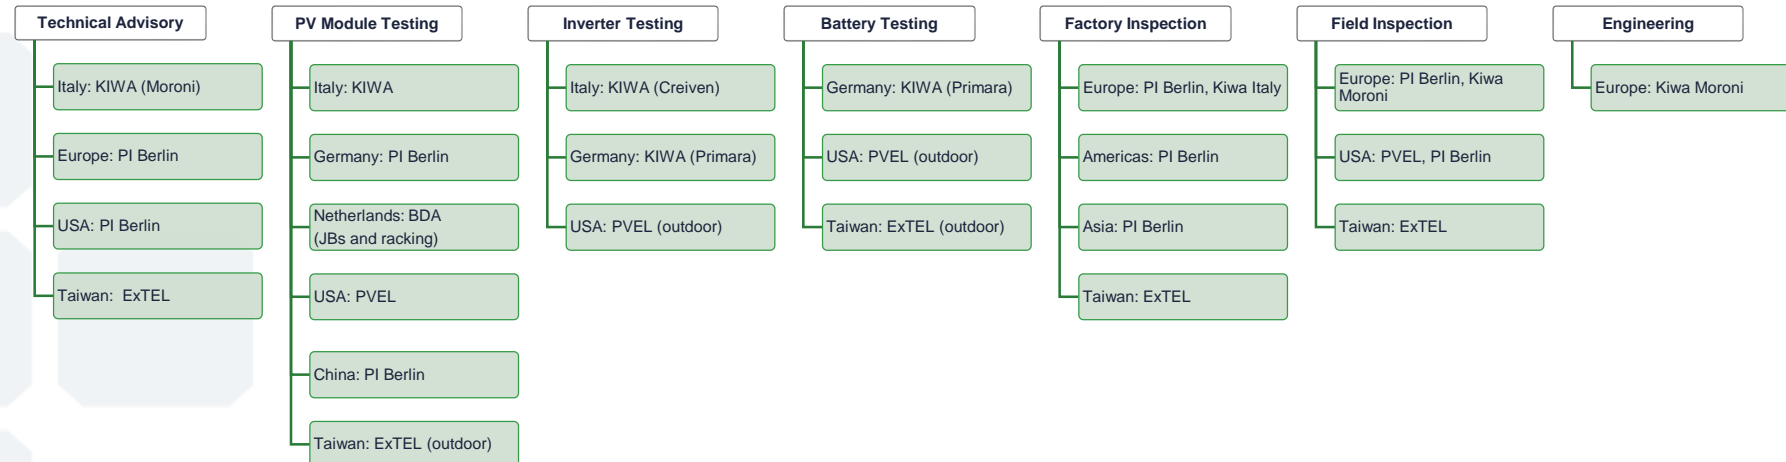 Technical Advisory
Italy: KIWA (Moroni)
Europe: PI Berlin
USA: PI Berlin
Taiwan:  ExTEL
PV Module Testing
Italy: KIWA
Germany: PI Berlin
Netherlands: BDA
(JBs and racking)
USA: PVEL
China: PI Berlin
Taiwan: ExTEL (outdoor)
Inverter Testing
Italy: KIWA (Creiven)
Germany: KIWA (Primara)
USA: PVEL (outdoor)
Battery Testing
Germany: KIWA (Primara)
USA: PVEL (outdoor)
Taiwan: ExTEL (outdoor)
Factory Inspection
Europe: PI Berlin, Kiwa Italy
Americas: PI Berlin
Asia: PI Berlin
Taiwan: ExTEL
Field Inspection
Europe: PI Berlin, Kiwa
Moroni
USA: PVEL, PI Berlin
Taiwan: ExTEL
Engineering
Europe: Kiwa Moroni